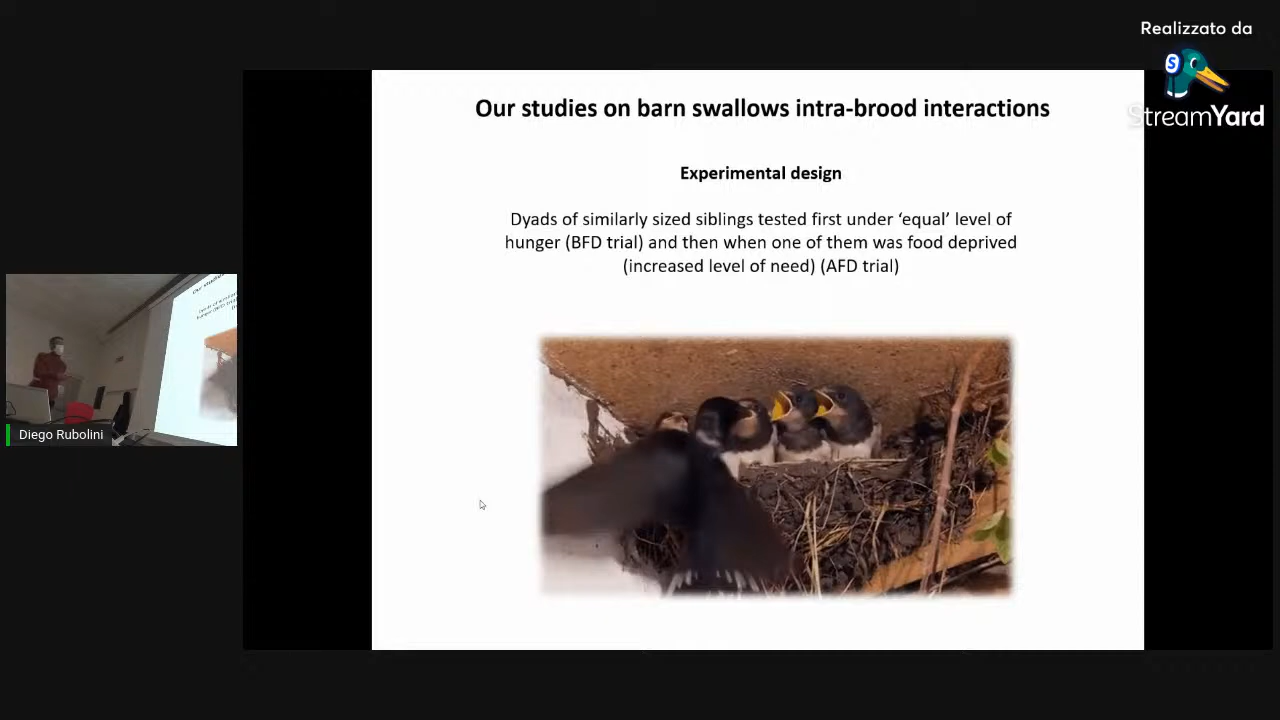 Realizzato da
StreamYard
Our studies on barn swallows intra-brood interactions
Experimental design
Dyads of similarly sized siblings tested first under ‘equal’ level of
hunger (BFD trial) and then when one of them was food deprived
(increased level of need) (AFD trial)
Diego Rubolini